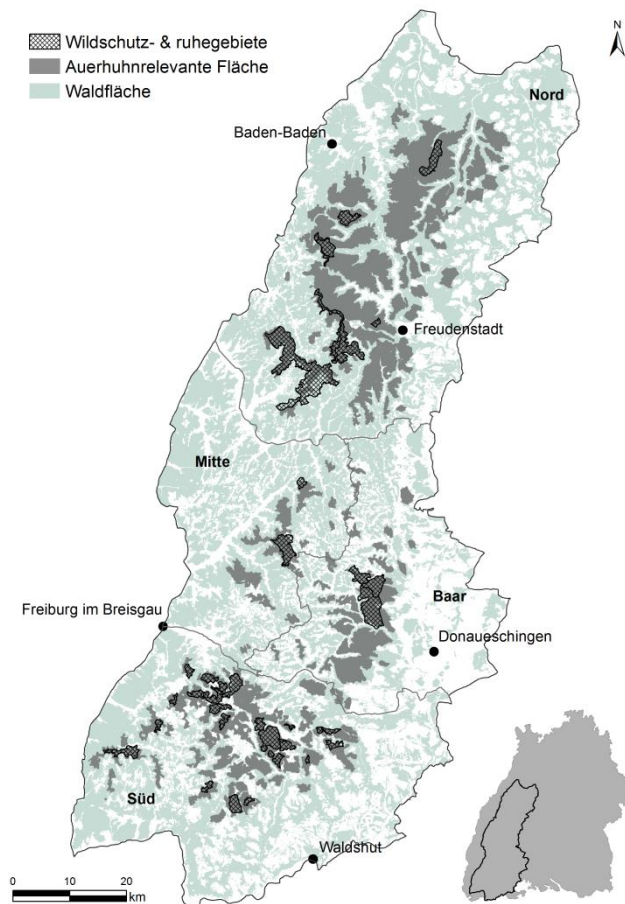 Wildschutz- & ruhegebiete
Auerhuhnrelevante Fläche
Waldfläche
N
Nord
Baden-Baden
Freudenstadt
Mitte
Freiburg im Breisgau
Baar
Donaueschingen
Süd
Waldshut
0 10 20
km